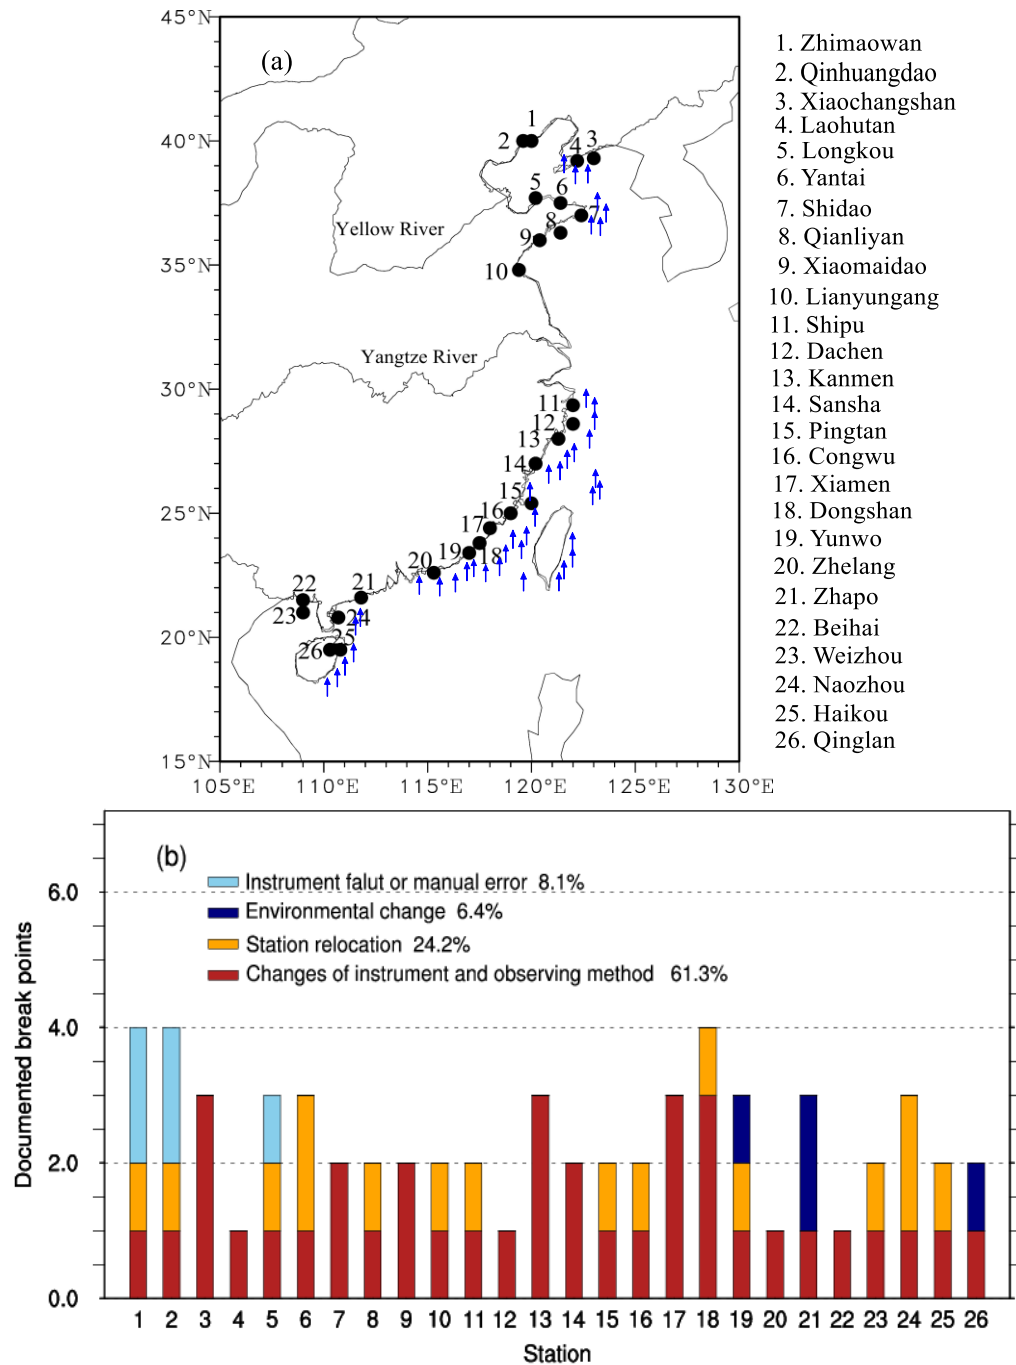 45°N
(a)
1. Zhimaowan
2. Qinhuangdao
3. Xiaochangshan
4. Laohutan
5. Longkou
6. Yantai
7. Shidao
8. Qianliyan
9. Xiaomaidao
10. Lianyungang
11. Shipu
12. Dachen
13. Kanmen
14. Sansha
15. Pingtan
16. Congwu
17. Xiamen
18. Dongshan
19. Yunwo
20. Zhelang
21. Zhapo
22. Beihai
23. Weizhou
24. Naozhou
25. Haikou
26. Qinglan
1
40°N
2
3
4
5
6
7
8
Yellow River
9
35°N
10
Yangtze River
30°N
11
12
13
14
15
25°N
16
17
18
19
20
21
22
23
24
20°N
25
26
15°N
105°E 110°E 115°E 120°E 125°E 130°E
(b)
Instrument falut or manual error 8.1%
Environmental change 6.4%
Station relocation 24.2%
Changes of instrument and observing method 61.3%
Documented break points
6.0
4.0
2.0
0.0
1 2 3 4 5 6 7 8 9 10 11 12 13 14 15 16 17 18 19 20 21 22 23 24 25 26
Station